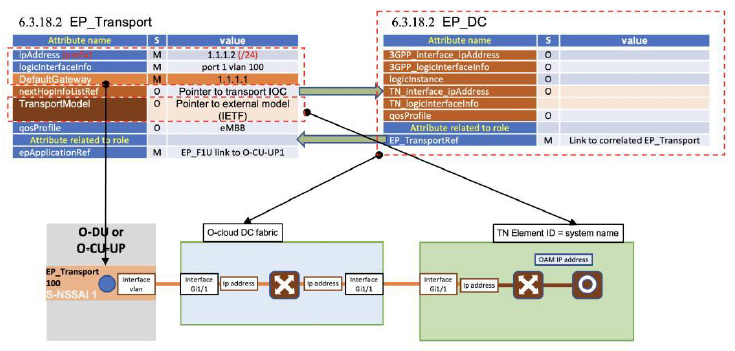 6.3.18.2 EP_Transport
Attribute name S value
ipAddress 1.1.1.2 (/24)
M
logicInterfaceInfo M port 1 vlan 100
DefaultGateway M 1.1.1.1
nextHopInfoListRef O Pointer to transport IOC
TransportModel O Pointer to external model
(IETF)
qosProfile O eMBB
Attribute related to role
epApplicationRef M EP_F1U link to O-CU-UP1
6.3.18.2 EP_DC
Attribute name S value
3GPP_interface_ipAddress O
3GPP_logicInterfaceInfo O
logicInstance O
TN_interface_ipAddress O
TN_logicInterfaceInfo
qosProfile O
Attribute related to role
EP_TransportRef M Link to correlated EP_Transport
O-DU or
O-CU-UP
EP_Transport
100
S-NSSAI 1
Interface
vlan
O-cloud DC fabric
Interface
Gi1/1
Ip address
Ip address
Interface
Gi1/1
TN Element ID = system name
OAM IP address
Interface
Gi1/1
Ip address